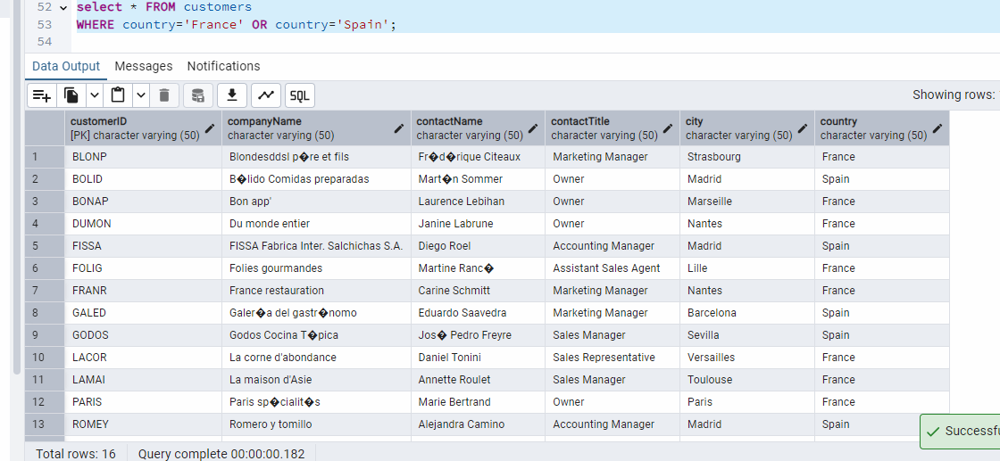 52 select * FROM customers
53 WHERE country='France' OR country='Spain';
54
Data Output Messages Notifications
SQL Showing rows:
customerID companyName contactName contactTitle city country
[PK] character varying (50) character varying (50) character varying (50) character varying (50) character varying (50) character varying (50)
1 BLONP Blondesddsl p�re et fils Fr�d�rique Citeaux Marketing Manager Strasbourg France
2 BOLID B�lido Comidas preparadas Mart�n Sommer Owner Madrid Spain
3 BONAP Bon app' Laurence Lebihan Owner Marseille France
4 DUMON Du monde entier Janine Labrune Owner Nantes France
5 FISSA FISSA Fabrica Inter. Salchichas S.A. Diego Roel Accounting Manager Madrid Spain
6 FOLIG Folies gourmandes Martine Ranc� Assistant Sales Agent Lille France
7 FRANR France restauration Carine Schmitt Marketing Manager Nantes France
8 GALED Galer�a del gastr�nomo Eduardo Saavedra Marketing Manager Barcelona Spain
9 GODOS Godos Cocina T�pica Jos� Pedro Freyre Sales Manager Sevilla Spain
10 LACOR La corne d'abondance Daniel Tonini Sales Representative Versailles France
11 LAMAI La maison d'Asie Annette Roulet Sales Manager Toulouse France
12 PARIS Paris sp�cialit�s Marie Bertrand Owner Paris France
13 ROMEY Romero y tomillo Alejandra Camino Accounting Manager Madrid Spain
Total rows: 16 Query complete 00:00:00.182